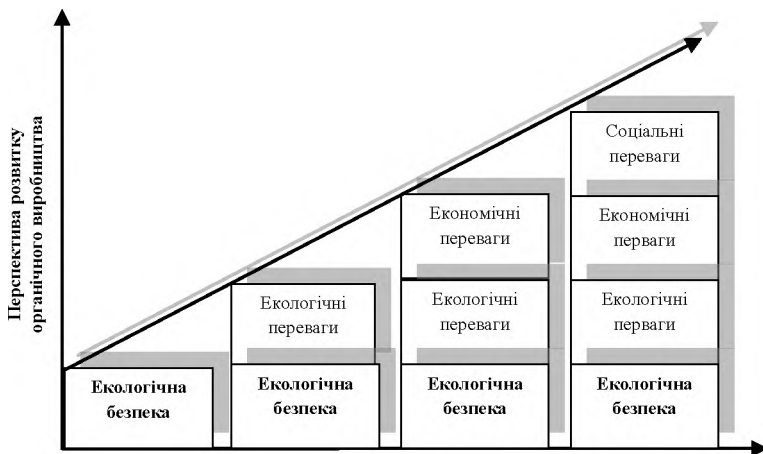 Перспектива розвитку
органічного виробництва
Екологічна
безпека
Екологічні
переваги
Екологічна
безпека
Економічні
переваги
Екологічні
переваги
Екологічна
безпека
Соціальні
переваги
Економічні
перваги
Екологічні
перваги
Екологічна
безпека